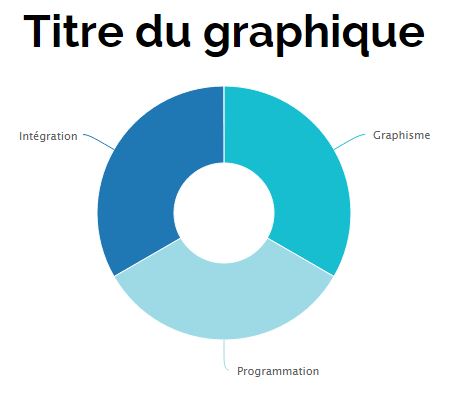 Titre du graphique
Intégration
Graphisme
Programmation